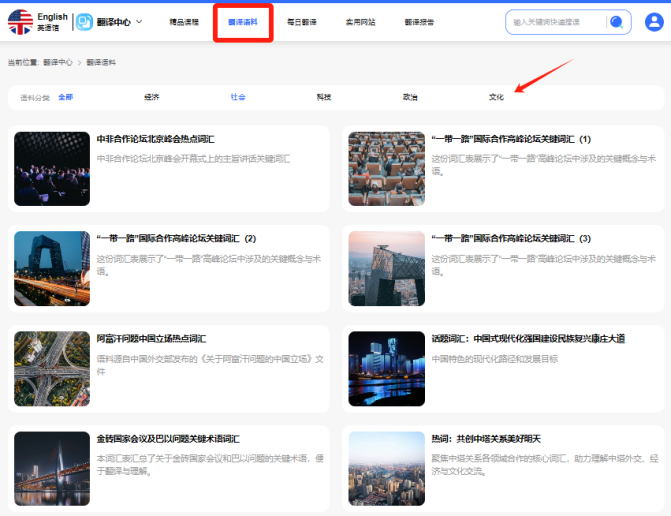 English
英语馆
翻译中心
精品课程
翻译语料
每日翻译
实用网站
翻译报告
输入关键词快速搜课
当前位置: 翻译中心 > 翻译语料
语料分类 全部 经济 社会 科技 政治 文化
中非合作论坛北京峰会热点词汇
中非合作论坛北京峰会开幕式上的主旨讲话关键词汇
“一带一路”国际合作高峰论坛关键词汇（1）
这份词汇表展示了“一带一路”高峰论坛中涉及的关键概念与术
语。
“一带一路”国际合作高峰论坛关键词汇（2）
这份词汇表展示了“一带一路”高峰论坛中涉及的关键概念与术
语。
“一带一路”国际合作高峰论坛关键词汇（3）
这份词汇表展示了“一带一路”高峰论坛中涉及的关键概念与术
语。
阿富汗问题中国立场热点词汇
语料源自中国外交部发布的《关于阿富汗问题的中国立场》文
件
话题词汇：中国式现代化强国建设民族复兴康庄大道
中国特色的现代化路径和发展目标
金砖国家会议及巴以问题关键术语词汇
本词汇表汇总了关于金砖国家会议和巴以问题的关键术语，便
于翻译与理解。
热词：共创中塔关系美好明天
聚焦中塔关系各领域合作的核心词汇，助力理解中塔外交、经
济与文化交流。